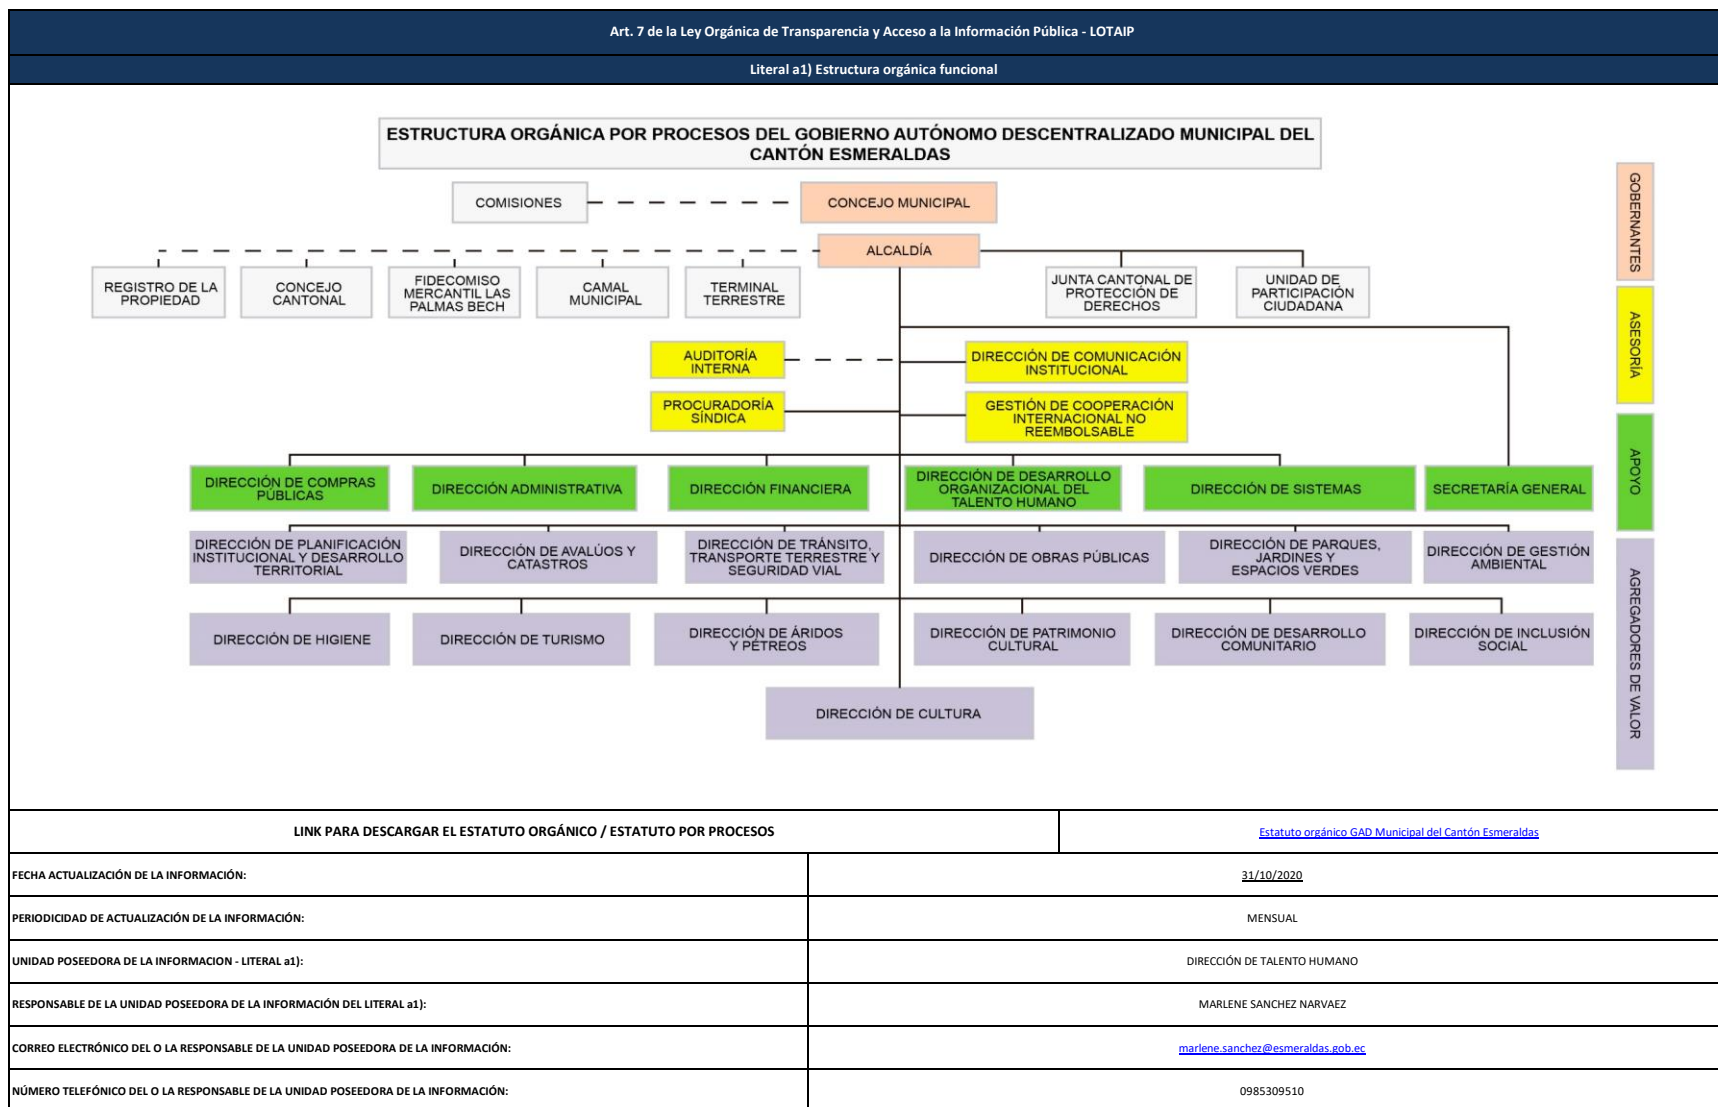 Art. 7 de la Ley Orgánica de Transparencia y Acceso a la Información Pública - LOTAIP
Literal a1) Estructura orgánica funcional
ESTRUCTURA ORGÁNICA POR PROCESOS DEL GOBIERNO AUTÓNOMO DESCENTRALIZADO MUNICIPAL DEL
CANTÓN ESMERALDAS
COMISIONES
CONCEJO MUNICIPAL
ALCALDÍA
GOBERNANTES
REGISTRO DE LA
PROPIEDAD
CONCEJO
CANTONAL
FIDECOMISO
MERCANTIL LAS
PALMAS BECH
CAMAL
MUNICIPAL
TERMINAL
TERRESTRE
JUNTA CANTONAL DE
PROTECCIÓN DE
DERECHOS
UNIDAD DE
PARTICIPACIÓN
CIUDADANA
ASESORÍA
AUDITORÍA
INTERNA
DIRECCIÓN DE COMUNICACIÓN
INSTITUCIONAL
PROCURADORÍA
SÍNDICA
GESTIÓN DE COOPERACIÓN
INTERNACIONAL NO
REEMBOLSABLE
APOYO
DIRECCIÓN DE COMPRAS
PÚBLICAS
DIRECCIÓN ADMINISTRATIVA
DIRECCIÓN FINANCIERA
DIRECCIÓN DE DESARROLLO
ORGANIZACIONAL DEL
TALENTO HUMANO
DIRECCIÓN DE SISTEMAS
SECRETARÍA GENERAL
DIRECCIÓN DE PLANIFICACIÓN
INSTITUCIONAL Y DESARROLLO
TERRITORIAL
DIRECCIÓN DE AVALÚOS Y
CATASTROS
DIRECCIÓN DE TRÁNSITO,
TRANSPORTE TERRESTRE Y
SEGURIDAD VIAL
DIRECCIÓN DE OBRAS PÚBLICAS
DIRECCIÓN DE PARQUES,
JARDINES Y
ESPACIOS VERDES
DIRECCIÓN DE GESTIÓN
AMBIENTAL
AGREGADORES DE VALOR
DIRECCIÓN DE HIGIENE
DIRECCIÓN DE TURISMO
DIRECCIÓN DE ÁRIDOS
Y PÉTREOS
DIRECCIÓN DE PATRIMONIO
CULTURAL
DIRECCIÓN DE DESARROLLO
COMUNITARIO
DIRECCIÓN DE INCLUSIÓN
SOCIAL
DIRECCIÓN DE CULTURA
LINK PARA DESCARGAR EL ESTATUTO ORGÁNICO / ESTATUTO POR PROCESOS
Estatuto orgánico GAD Municipal del Cantón Esmeraldas
FECHA ACTUALIZACIÓN DE LA INFORMACIÓN:
31/10/2020
PERIODICIDAD DE ACTUALIZACIÓN DE LA INFORMACIÓN:
MENSUAL
UNIDAD POSEEDORA DE LA INFORMACION - LITERAL a1):
DIRECCIÓN DE TALENTO HUMANO
RESPONSABLE DE LA UNIDAD POSEEDORA DE LA INFORMACIÓN DEL LITERAL a1):
MARLENE SANCHEZ NARVAEZ
CORREO ELECTRÓNICO DEL O LA RESPONSABLE DE LA UNIDAD POSEEDORA DE LA INFORMACIÓN:
marlene.sanchez@esmeraldas.gob.ec
NÚMERO TELEFÓNICO DEL O LA RESPONSABLE DE LA UNIDAD POSEEDORA DE LA INFORMACIÓN:
0985309510